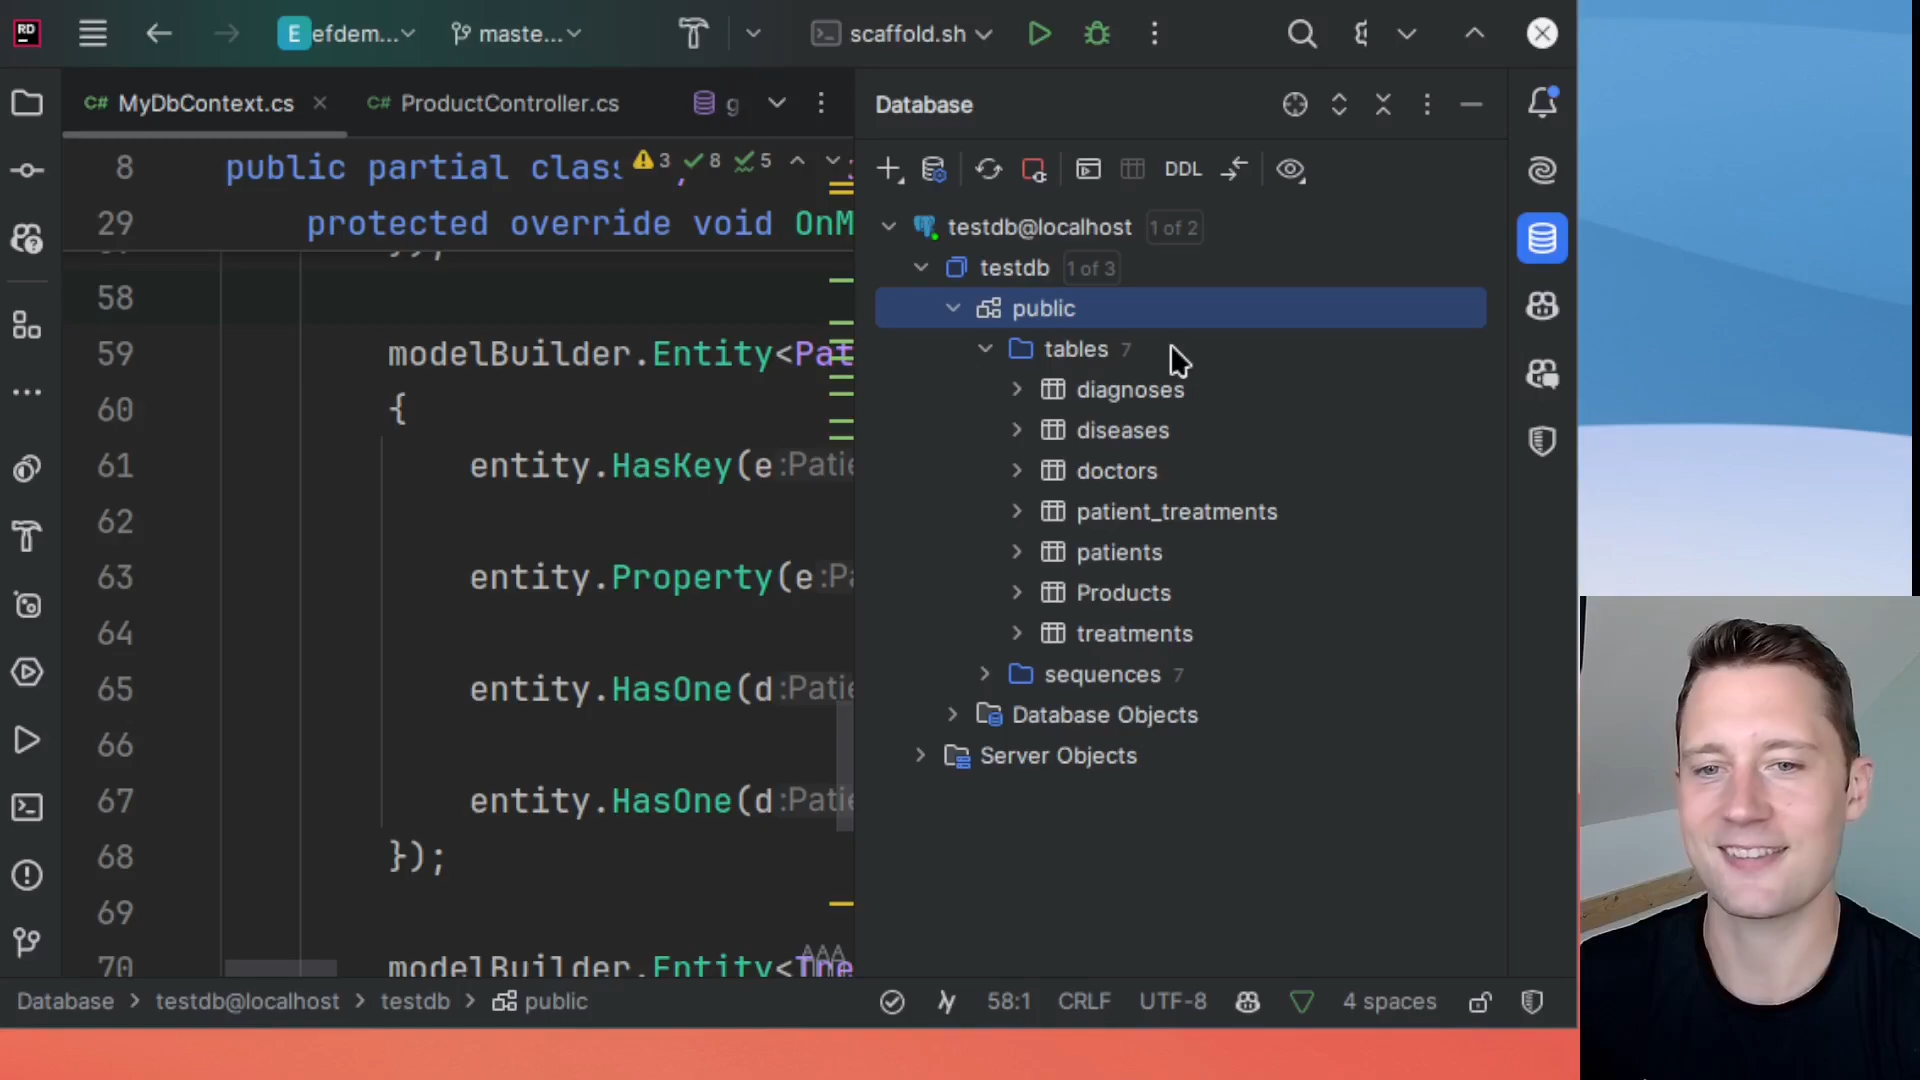 RD
E efdem...
maste...
scaffold.sh
C# MyDbContext.cs
C# ProductController.cs
g
Database
8 public partial class
3 8 5
29 protected override void OnM
58
59 modelBuilder.Entity<Pat
60 {
61 entity.HasKey(e :Patie
62
63 entity.Property(e :Pa
64
65 entity.HasOne(d :Patie
66
67 entity.HasOne(d :Patie
68 });
69
70 modelBuilder.Entity<Tre
DDL
testdb@localhost 1 of 2
testdb 1 of 3
public
tables 7
diagnoses
diseases
doctors
patient_treatments
patients
Products
treatments
sequences 7
Database Objects
Server Objects
Database > testdb@localhost > testdb > public
58:1 CRLF UTF-8 4 spaces